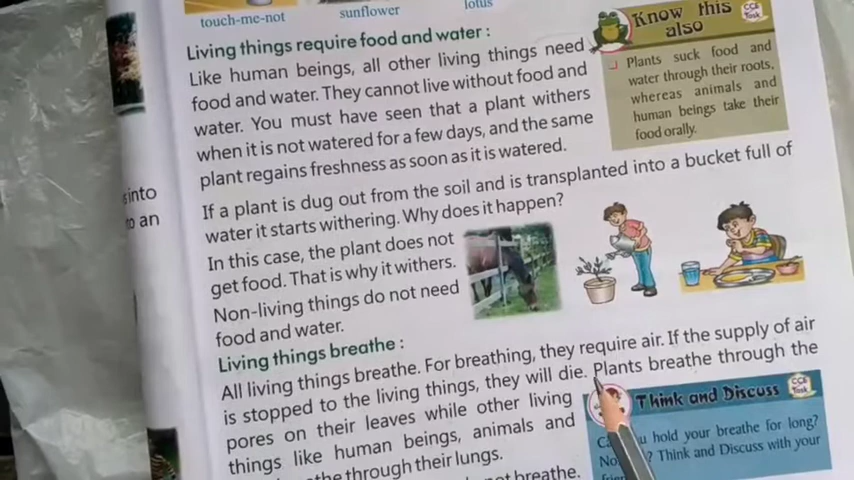 touch-me-not
sunflower
lotus
Living things require food and water :
Like human beings, all other living things need
food and water. They cannot live without food and
water. You must have seen that a plant withers
when it is not watered for a few days, and the same
plant regains freshness as soon as it is watered.
Know this
also
CCE
Task
Plants suck food and
water through their roots,
whereas animals and
human beings take their
food orally.
into
to an
If a plant is dug out from the soil and is transplanted into a bucket full of
water it starts withering. Why does it happen?
In this case, the plant does not
get food. That is why it withers.
Non-living things do not need
food and water.
Living things breathe :
All living things breathe. For breathing, they require air. If the supply of air
is stopped to the living things, they will die. Plants breathe through the
pores on their leaves while other living
things like human beings, animals and
the through their lungs.
not breathe.
Think and Discuss
CCE
Task
u hold your breathe for long?
? Think and Discuss with your